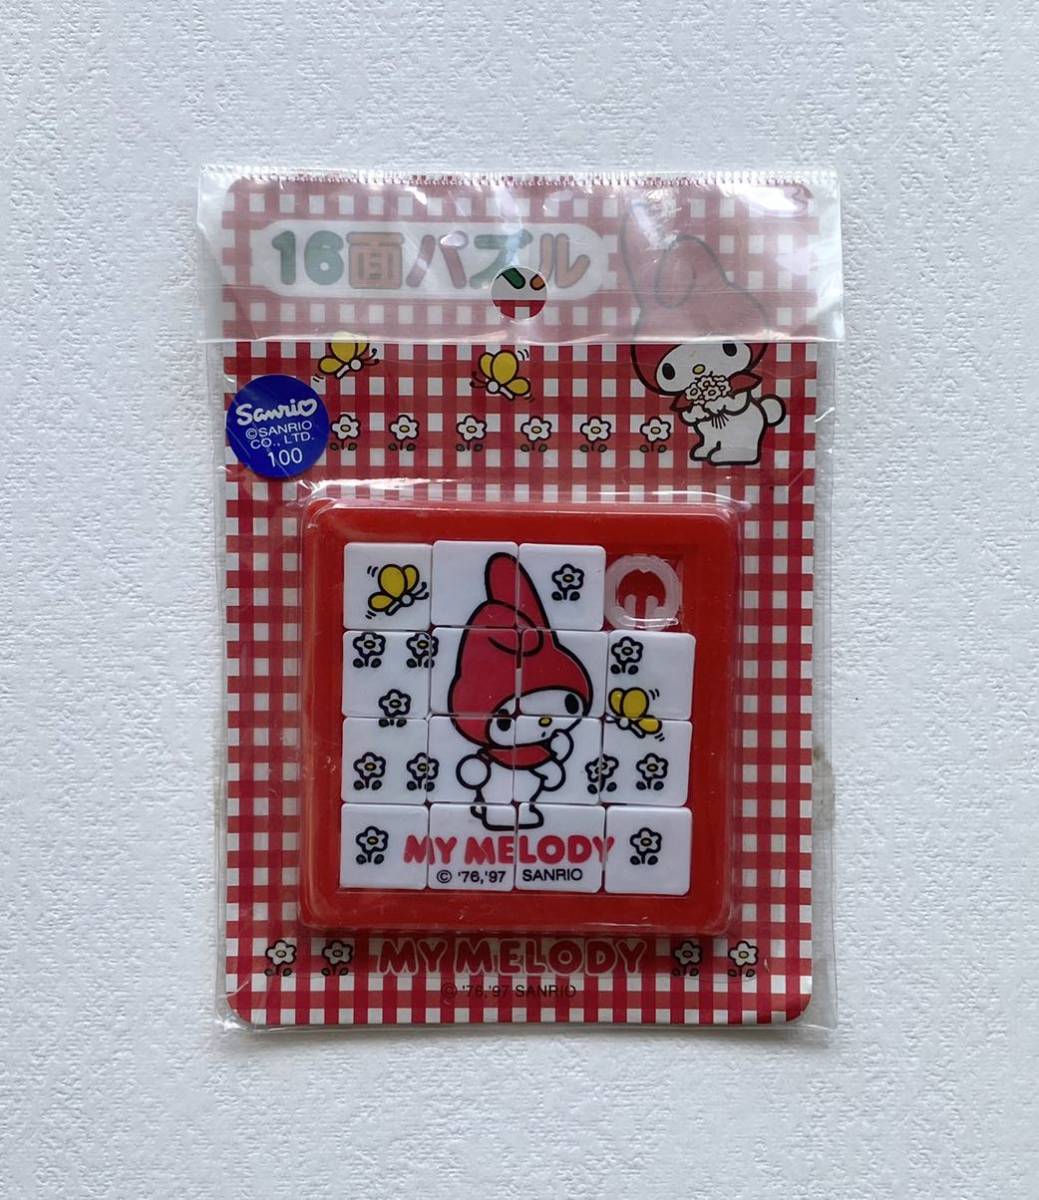 16面パズル
Sanrio
©SANRIO
CO., LTD.
100
MY MELODY
© '76,'97 SANRIO
MY MELODY
© '76,'97 SANRIO